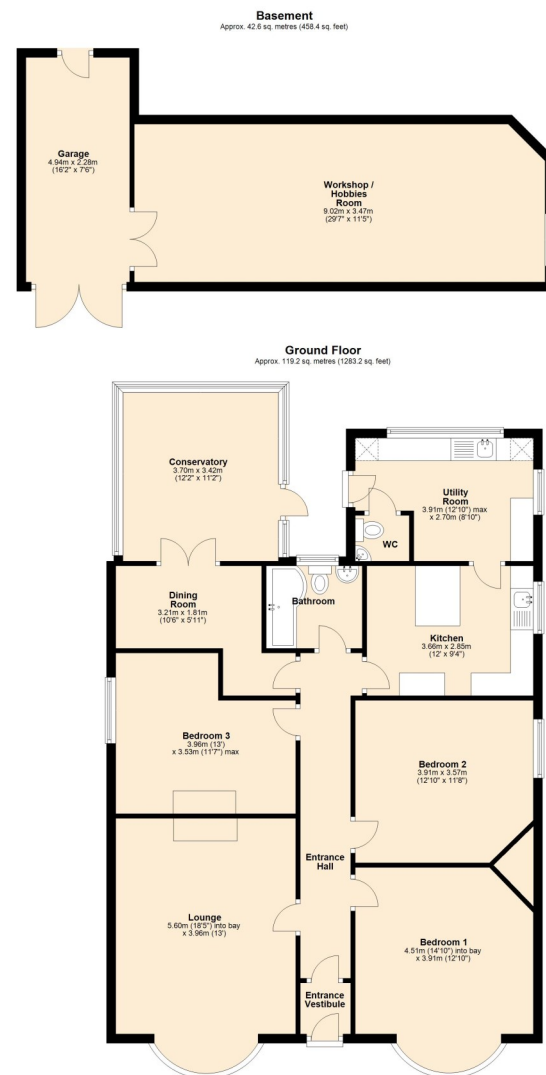 Basement
Approx. 42.6 sq. metres (458.4 sq. feet)
Garage
4.94m x 2.28m
(16'2" x 7'6")
Workshop /
Hobbies
Room
9.02m x 3.47m
(29'7" x 11'5")
Ground Floor
Approx. 119.2 sq. metres (1283.2 sq. feet)
Conservatory
3.70m x 3.42m
(12'2" x 11'2")
Utility
Room
3.91m (12'10") max
x 2.70m (8'10")
WC
Dining
Room
3.21m x 1.81m
(10'6" x 5'11")
Bathroom
Kitchen
3.66m x 2.85m
(12' x 9'4")
Bedroom 3
3.96m (13')
x 3.53m (11'7") max
Bedroom 2
3.91m x 3.57m
(12'10" x 11'8")
Entrance
Hall
Lounge
5.60m (18'5") into bay
x 3.96m (13')
Bedroom 1
4.51m (14'10") into bay
x 3.91m (12'10")
Entrance
Vestibule